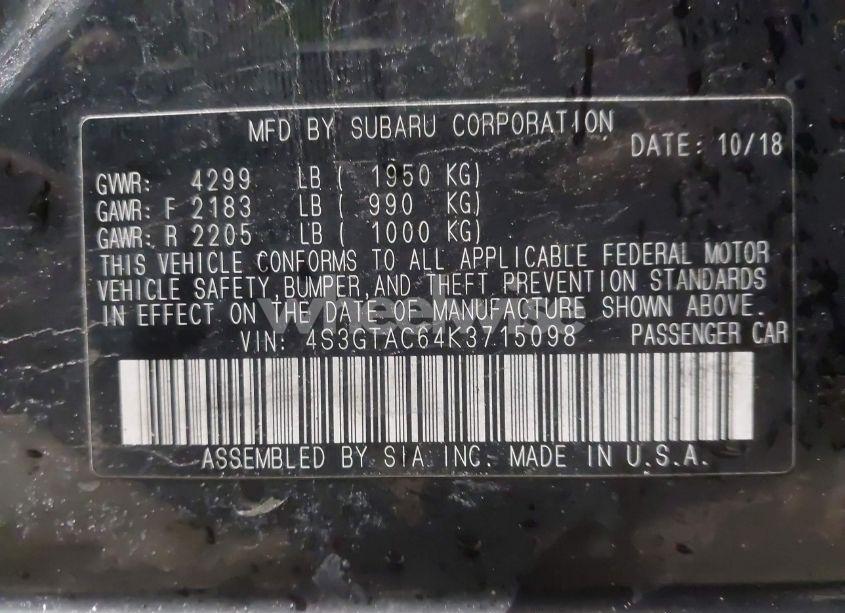 MFD BY SUBARU CORPORATION
DATE: 10/18
GVWR: 4299 LB ( 1950 KG)
GAWR: F 2183 LB ( 990 KG)
GAWR: R 2205 LB ( 1000 KG)
THIS VEHICLE CONFORMS TO ALL APPLICABLE FEDERAL MOTOR
VEHICLE SAFETY, BUMPER, AND THEFT PREVENTION STANDARDS
IN EFFECT ON THE DATE OF MANUFACTURE SHOWN ABOVE.
VIN: 4S3GTAC64K3715098 PASSENGER CAR
ASSEMBLED BY SIA INC. MADE IN U.S.A.